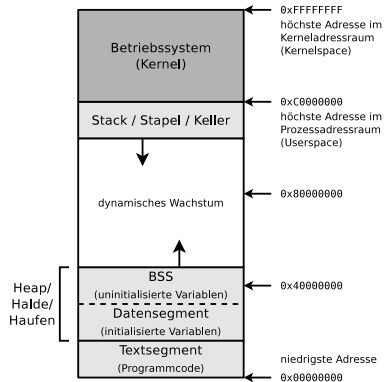 0xFFFFFFFF
höchste Adresse im
Kerneladressraum
(Kernelspace)
Betriebssystem
(Kernel)
0xC0000000
höchste Adresse im
Prozessadressraum
(Userspace)
Stack / Stapel / Keller
dynamisches Wachstum
0x80000000
Heap/
Halde/
Haufen
BSS
(uninitialisierte Variablen)
0x40000000
Datensegment
(initialisierte Variablen)
Textsegment
(Programmcode)
niedrigste Adresse
0x00000000